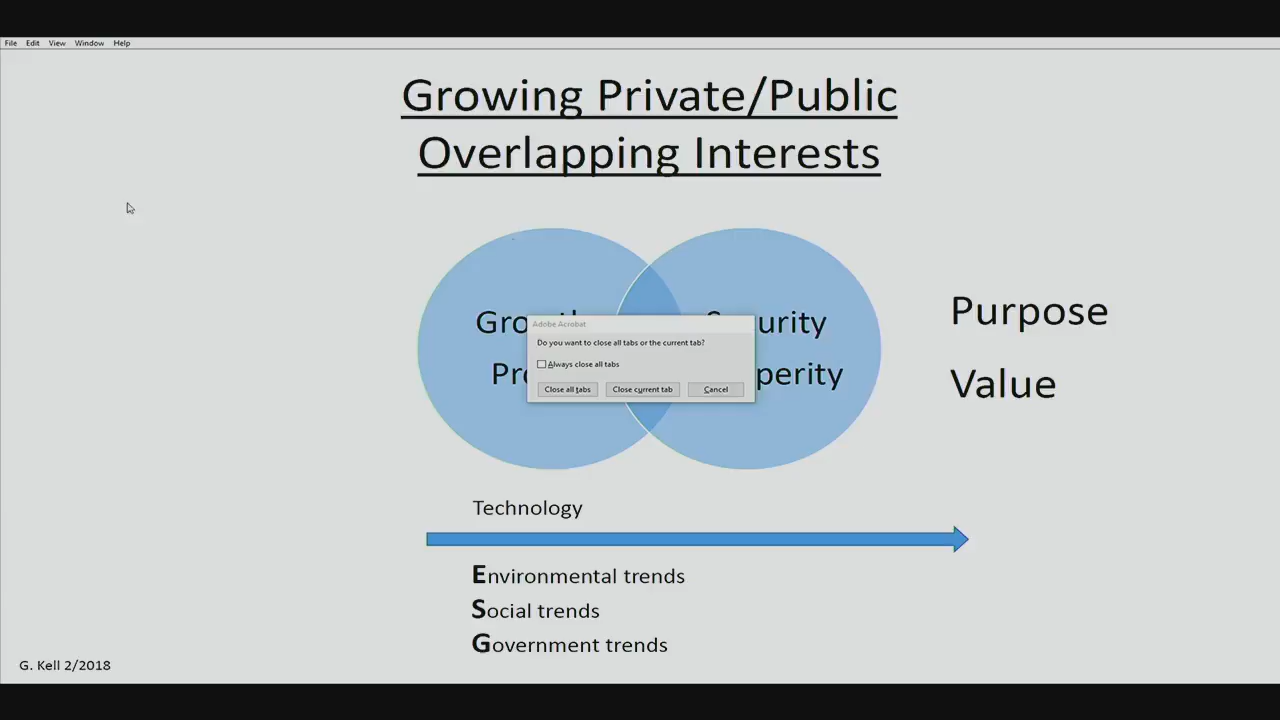 File Edit View Window Help
Growing Private/Public
Overlapping Interests
Purpose
Value
Adobe Acrobat
Do you want to close all tabs or the current tab?
Always close all tabs
Close all tabs Close current tab Cancel
Technology
Environmental trends
Social trends
Government trends
G. Kell 2/2018